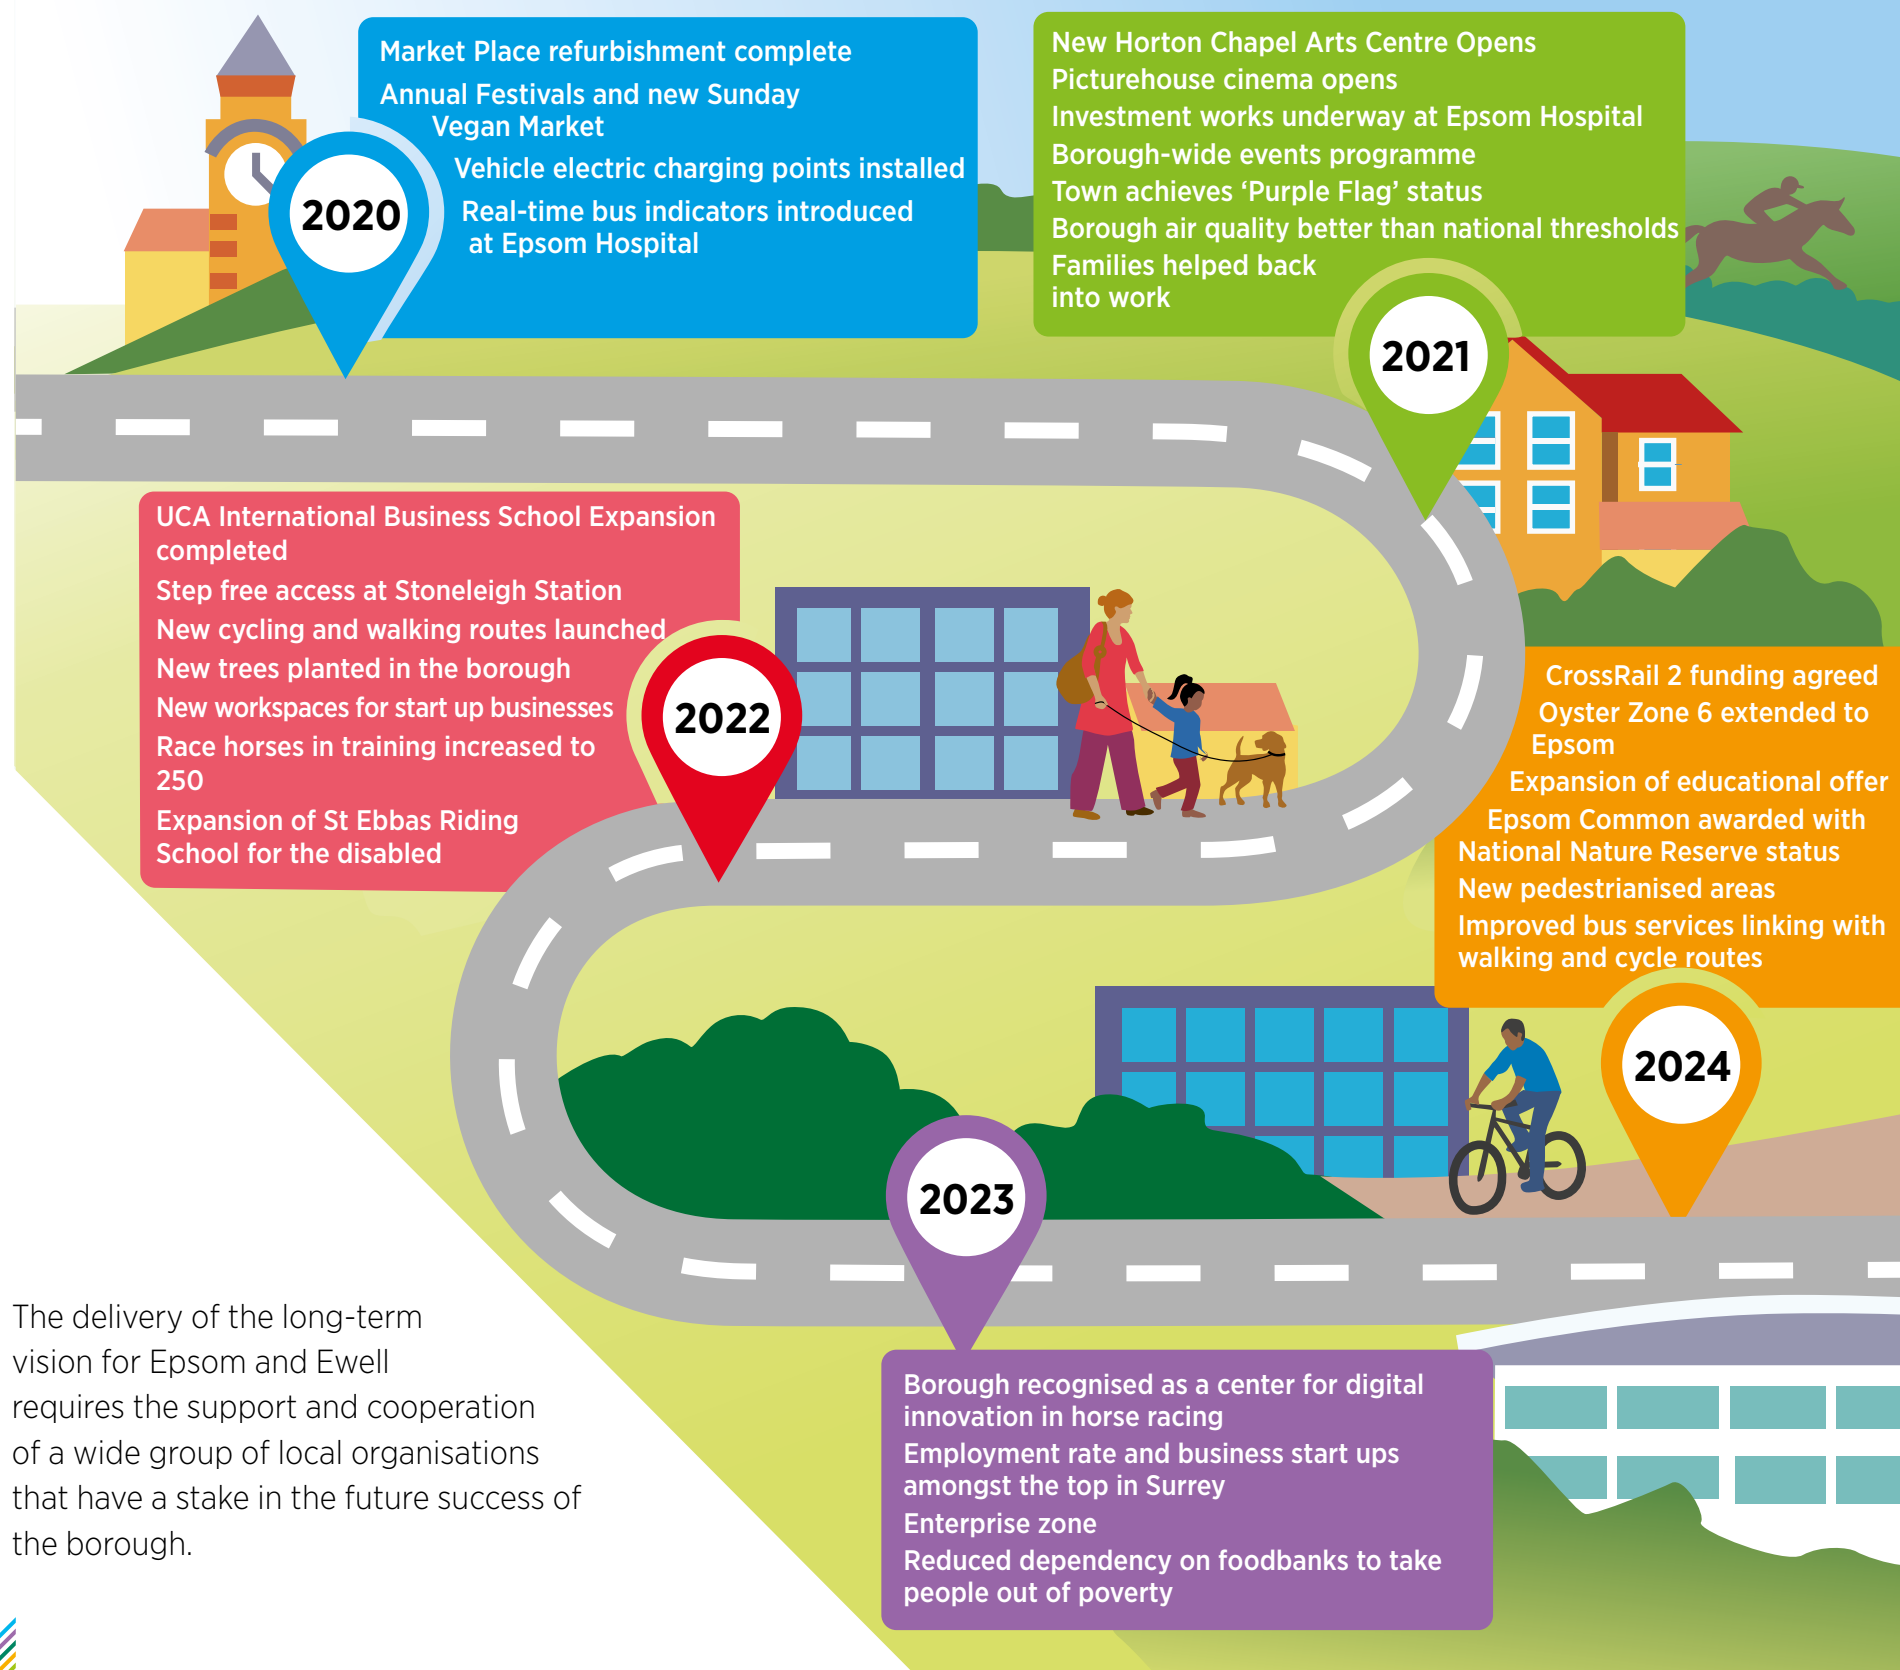 Market Place refurbishment complete
Annual Festivals and new Sunday
Vegan Market
Vehicle electric charging points installed
Real-time bus indicators introduced
at Epsom Hospital
2020
New Horton Chapel Arts Centre Opens
Picturehouse cinema opens
Investment works underway at Epsom Hospital
Borough-wide events programme
Town achieves ‘Purple Flag’ status
Borough air quality better than national thresholds
Families helped back
into work
2021
UCA International Business School Expansion
completed
Step free access at Stoneleigh Station
New cycling and walking routes launched
New trees planted in the borough
New workspaces for start up businesses
Race horses in training increased to
250
Expansion of St Ebbas Riding
School for the disabled
2022
CrossRail 2 funding agreed
Oyster Zone 6 extended to
Epsom
Expansion of educational offer
Epsom Common awarded with
National Nature Reserve status
New pedestrianised areas
Improved bus services linking with
walking and cycle routes
2024
2023
Borough recognised as a center for digital
innovation in horse racing
Employment rate and business start ups
amongst the top in Surrey
Enterprise zone
Reduced dependency on foodbanks to take
people out of poverty
The delivery of the long-term
vision for Epsom and Ewell
requires the support and cooperation
of a wide group of local organisations
that have a stake in the future success of
the borough.